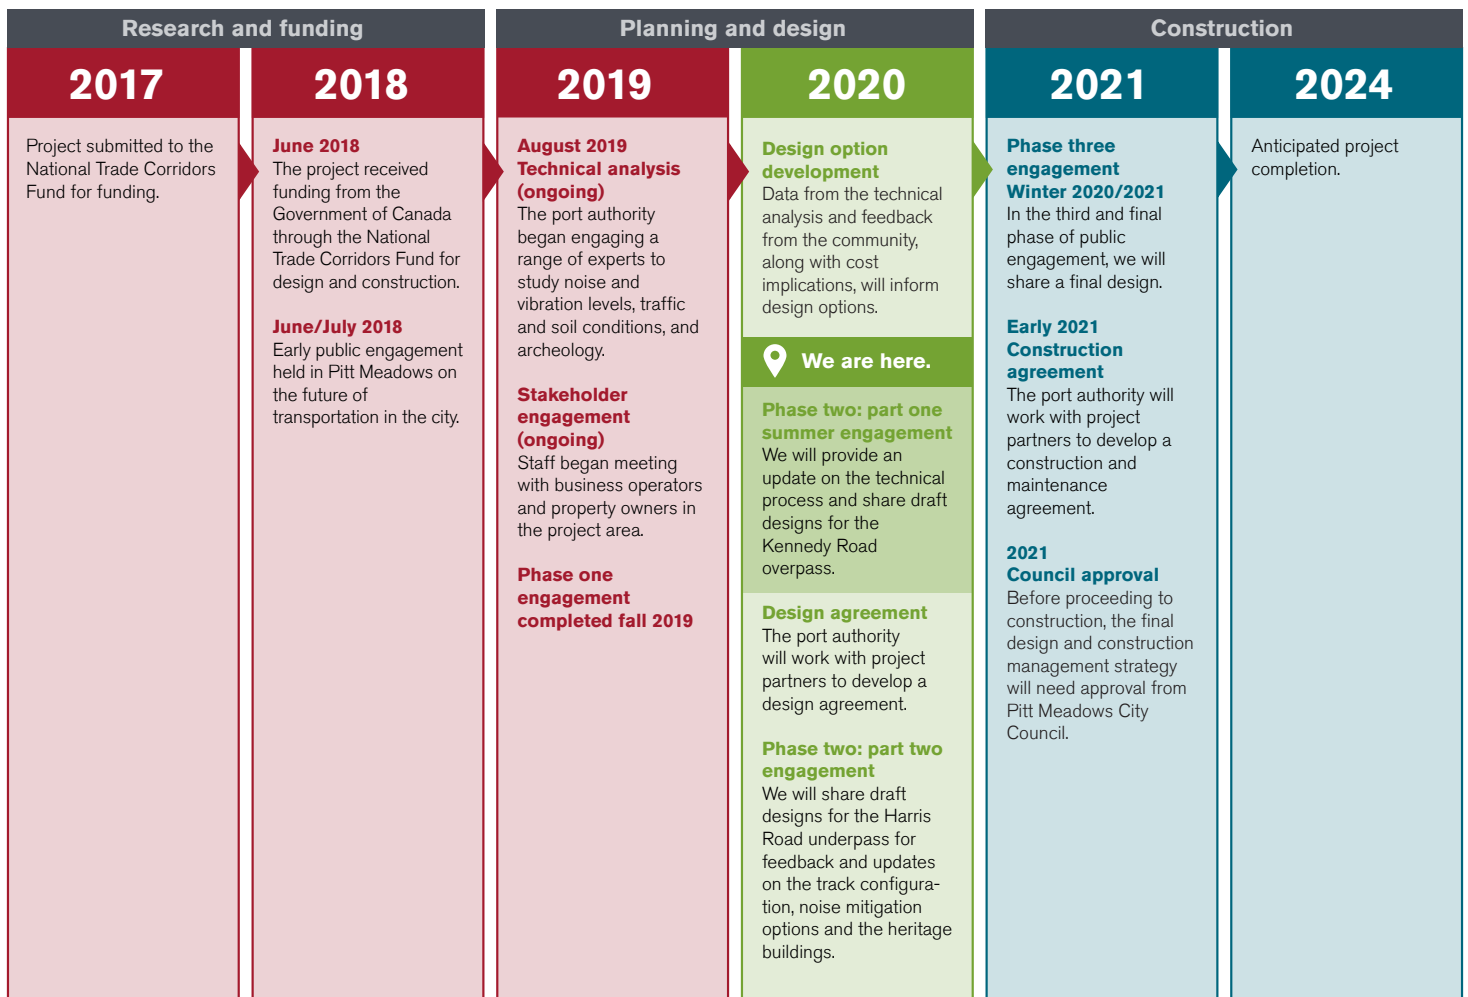 Research and funding
Planning and design
Construction
2017
Project submitted to the
National Trade Corridors
Fund for funding.
2018
June 2018
The project received
funding from the
Government of Canada
through the National
Trade Corridors Fund for
design and construction.
June/July 2018
Early public engagement
held in Pitt Meadows on
the future of
transportation in the city.
2019
August 2019
Technical analysis
(ongoing)
The port authority
began engaging a
range of experts to
study noise and
vibration levels, traffic
and soil conditions, and
archeology.
Stakeholder
engagement
(ongoing)
Staff began meeting
with business operators
and property owners in
the project area.
Phase one
engagement
completed fall 2019
2020
Design option
development
Data from the technical
analysis and feedback
from the community,
along with cost
implications, will inform
design options.
We are here.
Phase two: part one
summer engagement
We will provide an
update on the technical
process and share draft
designs for the
Kennedy Road
overpass.
Design agreement
The port authority
will work with project
partners to develop a
design agreement.
Phase two: part two
engagement
We will share draft
designs for the Harris
Road underpass for
feedback and updates
on the track configura-
tion, noise mitigation
options and the heritage
buildings.
2021
Phase three
engagement
Winter 2020/2021
In the third and final
phase of public
engagement, we will
share a final design.
Early 2021
Construction
agreement
The port authority will
work with project
partners to develop a
construction and
maintenance
agreement.
2021
Council approval
Before proceeding to
construction, the final
design and construction
management strategy
will need approval from
Pitt Meadows City
Council.
2024
Anticipated project
completion.